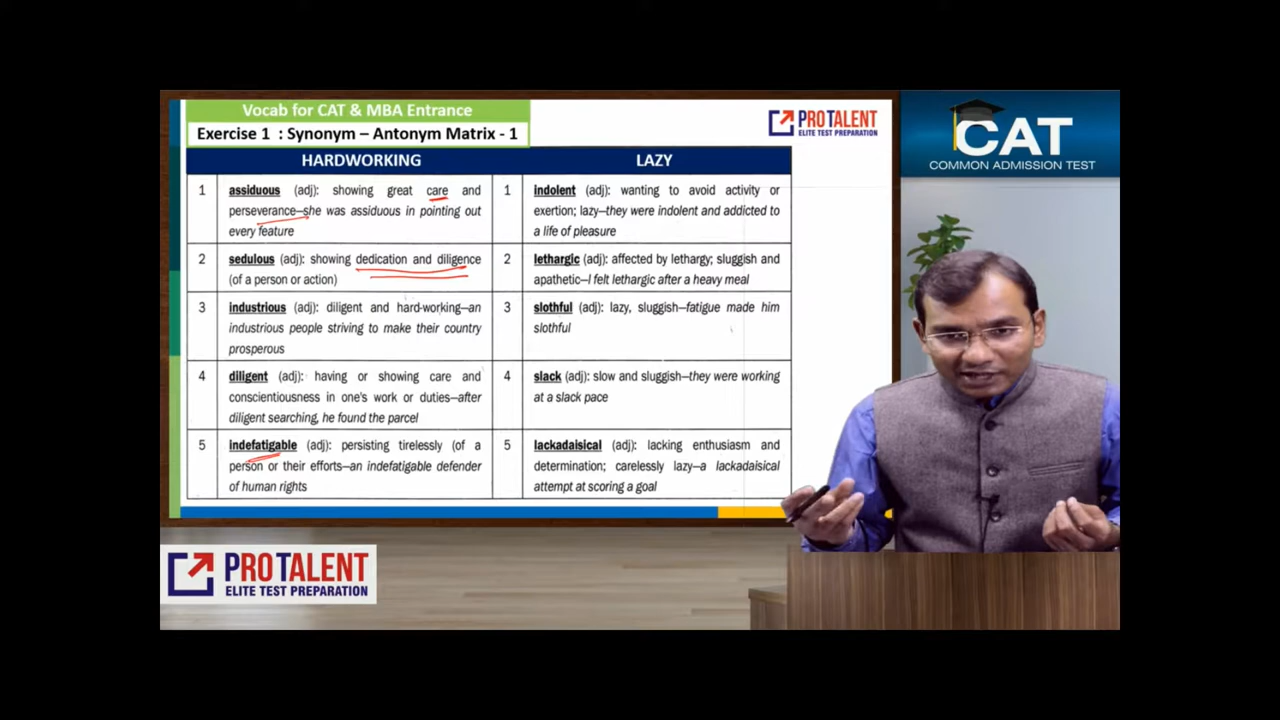 Vocab for CAT & MBA Entrance
Exercise 1 : Synonym – Antonym Matrix - 1
PROTALENT
ELITE TEST PREPARATION
CAT
COMMON ADMISSION TEST
HARDWORKING
LAZY
1
assiduous (adj): showing great care and
perseverance—she was assiduous in pointing out
every feature
1
indolent (adj): wanting to avoid activity or
exertion; lazy—they were indolent and addicted to
a life of pleasure
2
sedulous (adj): showing dedication and diligence
(of a person or action)
2
lethargic (adj): affected by lethargy; sluggish and
apathetic—I felt lethargic after a heavy meal
3
industrious (adj): diligent and hard-working—an
industrious people striving to make their country
prosperous
3
slothful (adj): lazy, sluggish—fatigue made him
slothful
4
diligent (adj): having or showing care and
conscientiousness in one's work or duties—after
diligent searching, he found the parcel
4
slack (adj): slow and sluggish—they were working
at a slack pace
5
indefatigable (adj): persisting tirelessly (of a
person or their efforts—an indefatigable defender
of human rights
5
lackadaisical (adj): lacking enthusiasm and
determination; carelessly lazy—a lackadaisical
attempt at scoring a goal
PROTALENT
ELITE TEST PREPARATION